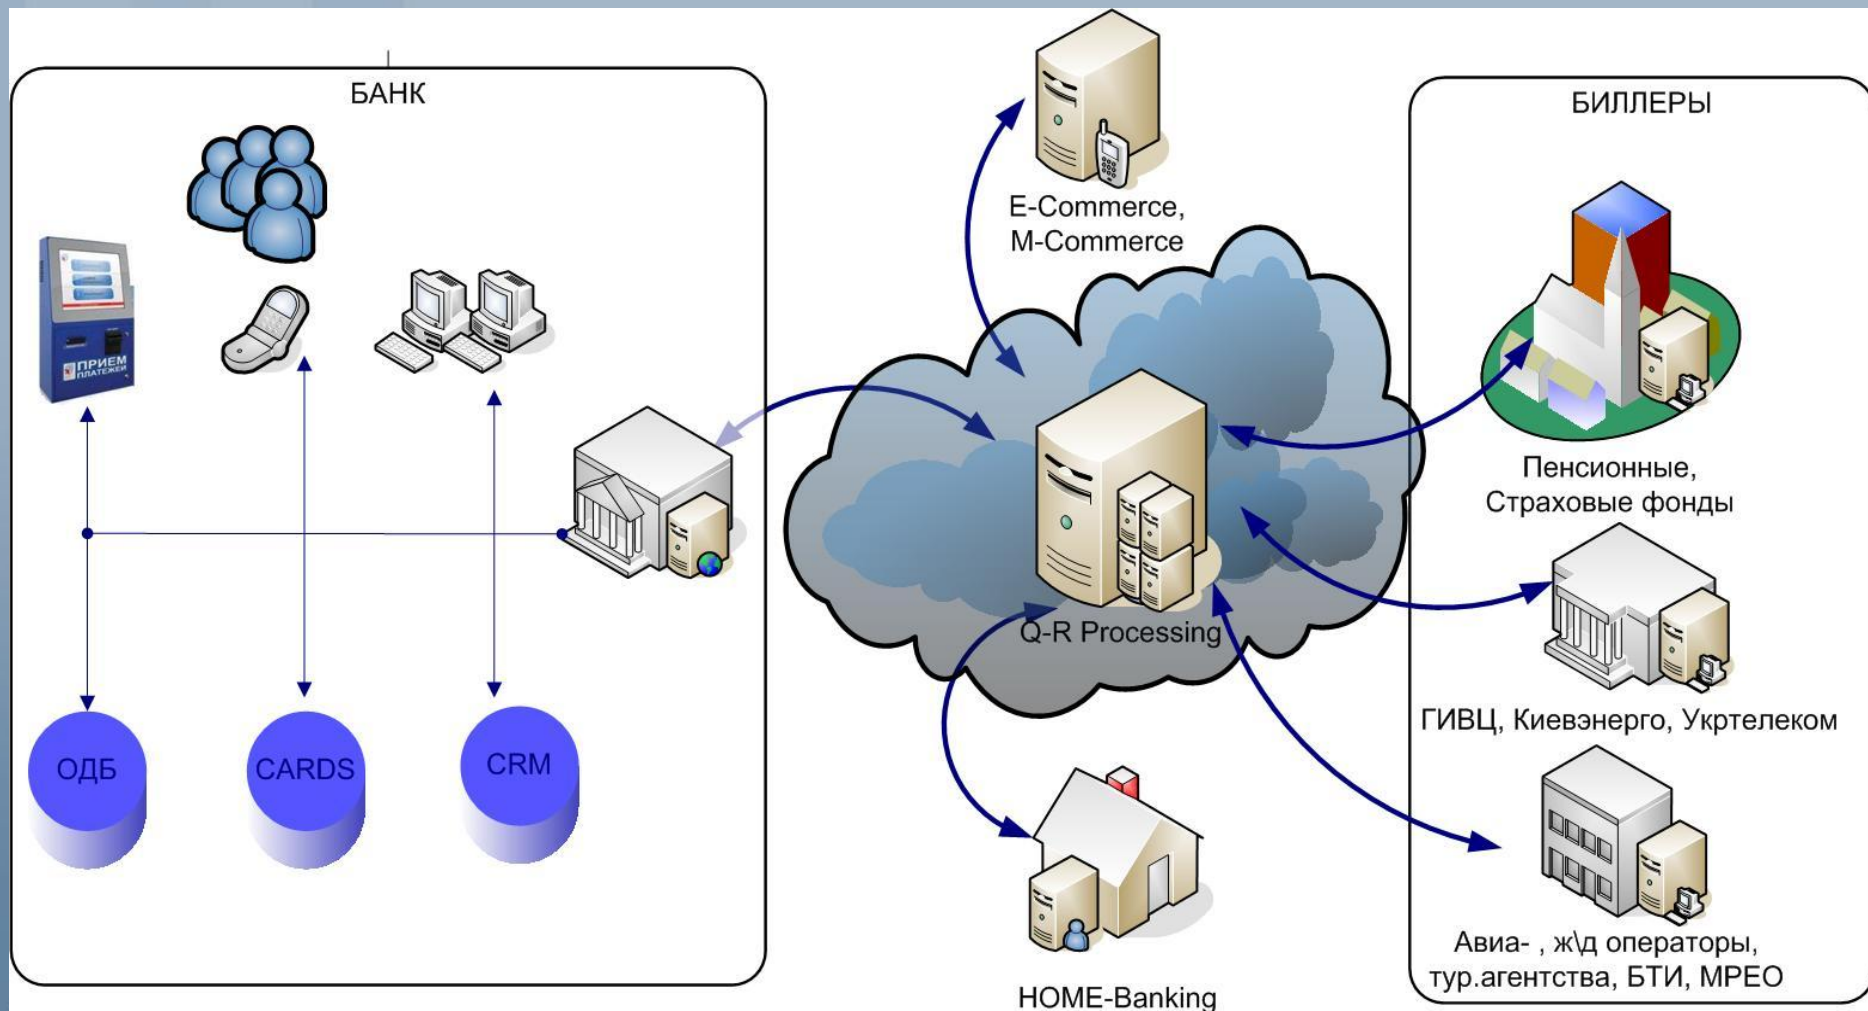 БАНК
ПРИЕМ
ПЛАТЕЖЕЙ
ОДБ
CARDS
CRM
E-Commerce,
M-Commerce
Q-R Processing
HOME-Banking
БИЛЛЕРЫ
Пенсионные,
Страховые фонды
ГИВЦ, Киевэнерго, Укртелеком
Авиа- , ж\д операторы,
тур.агентства, БТИ, МРЕО